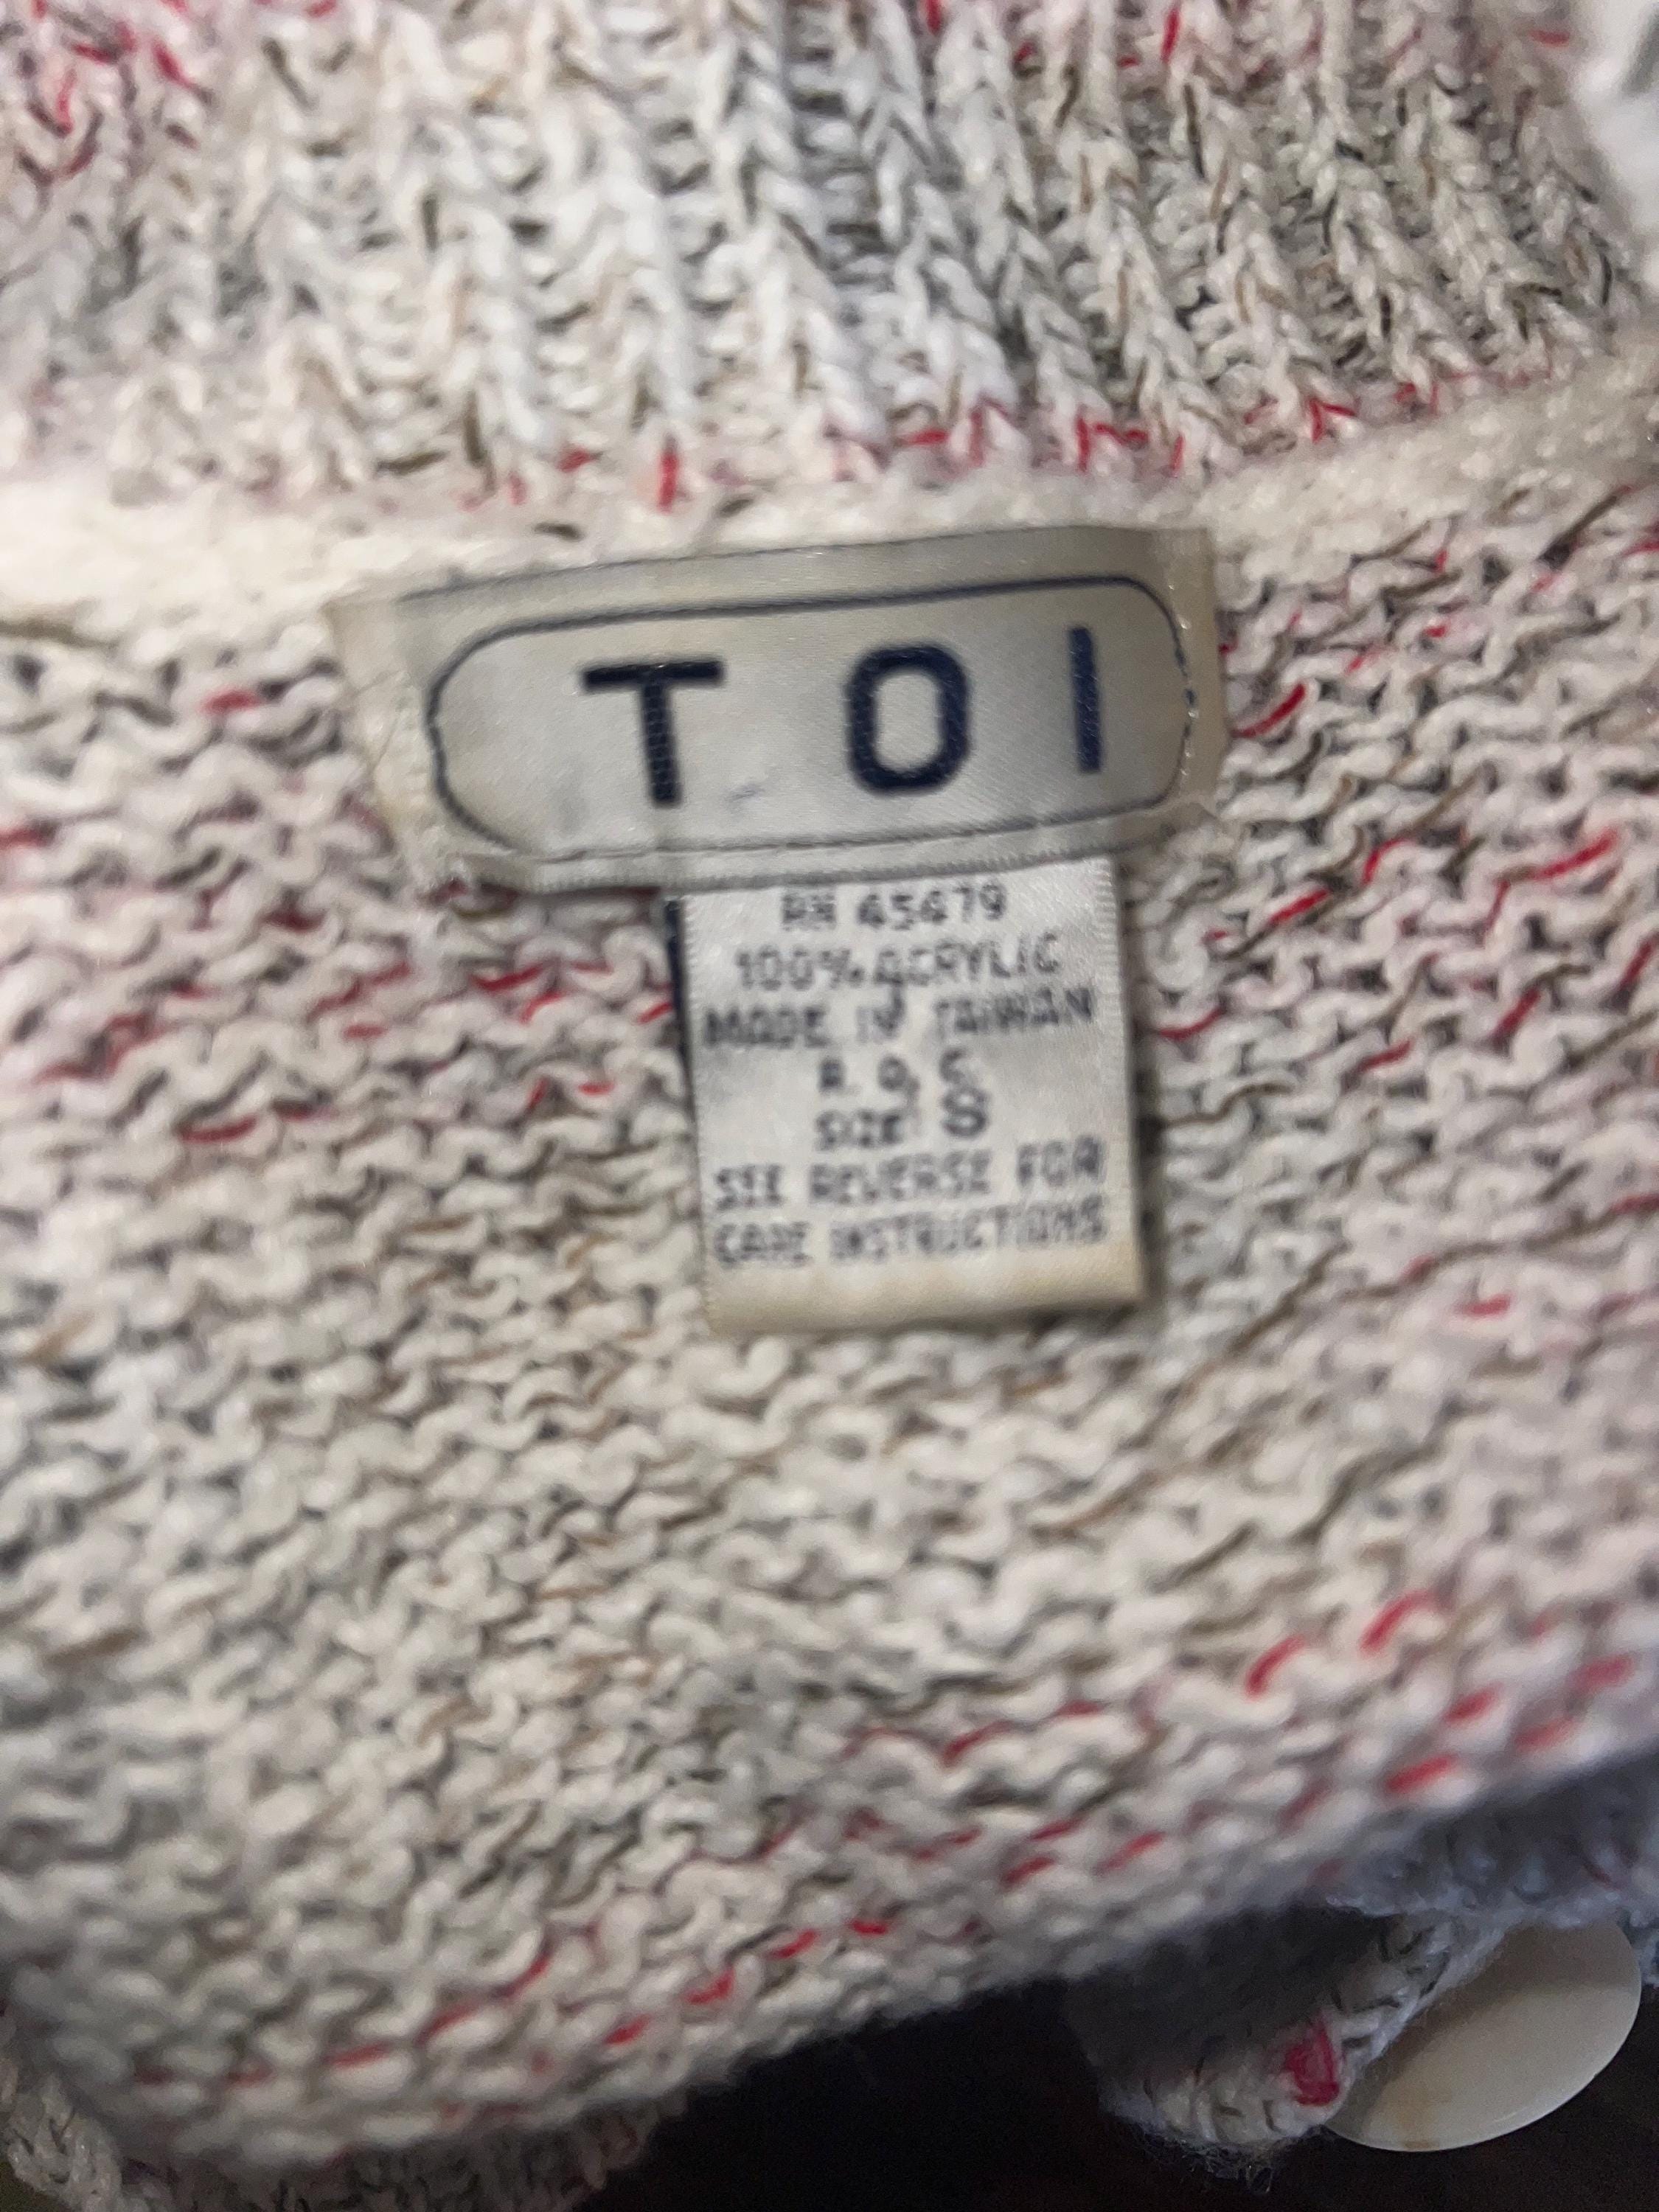 TOI
RN 45479
100% ACRYLIC
MADE IN TAIWAN
R. O. C.
SIZE: S
SEE REVERSE FOR
CARE INSTRUCTIONS